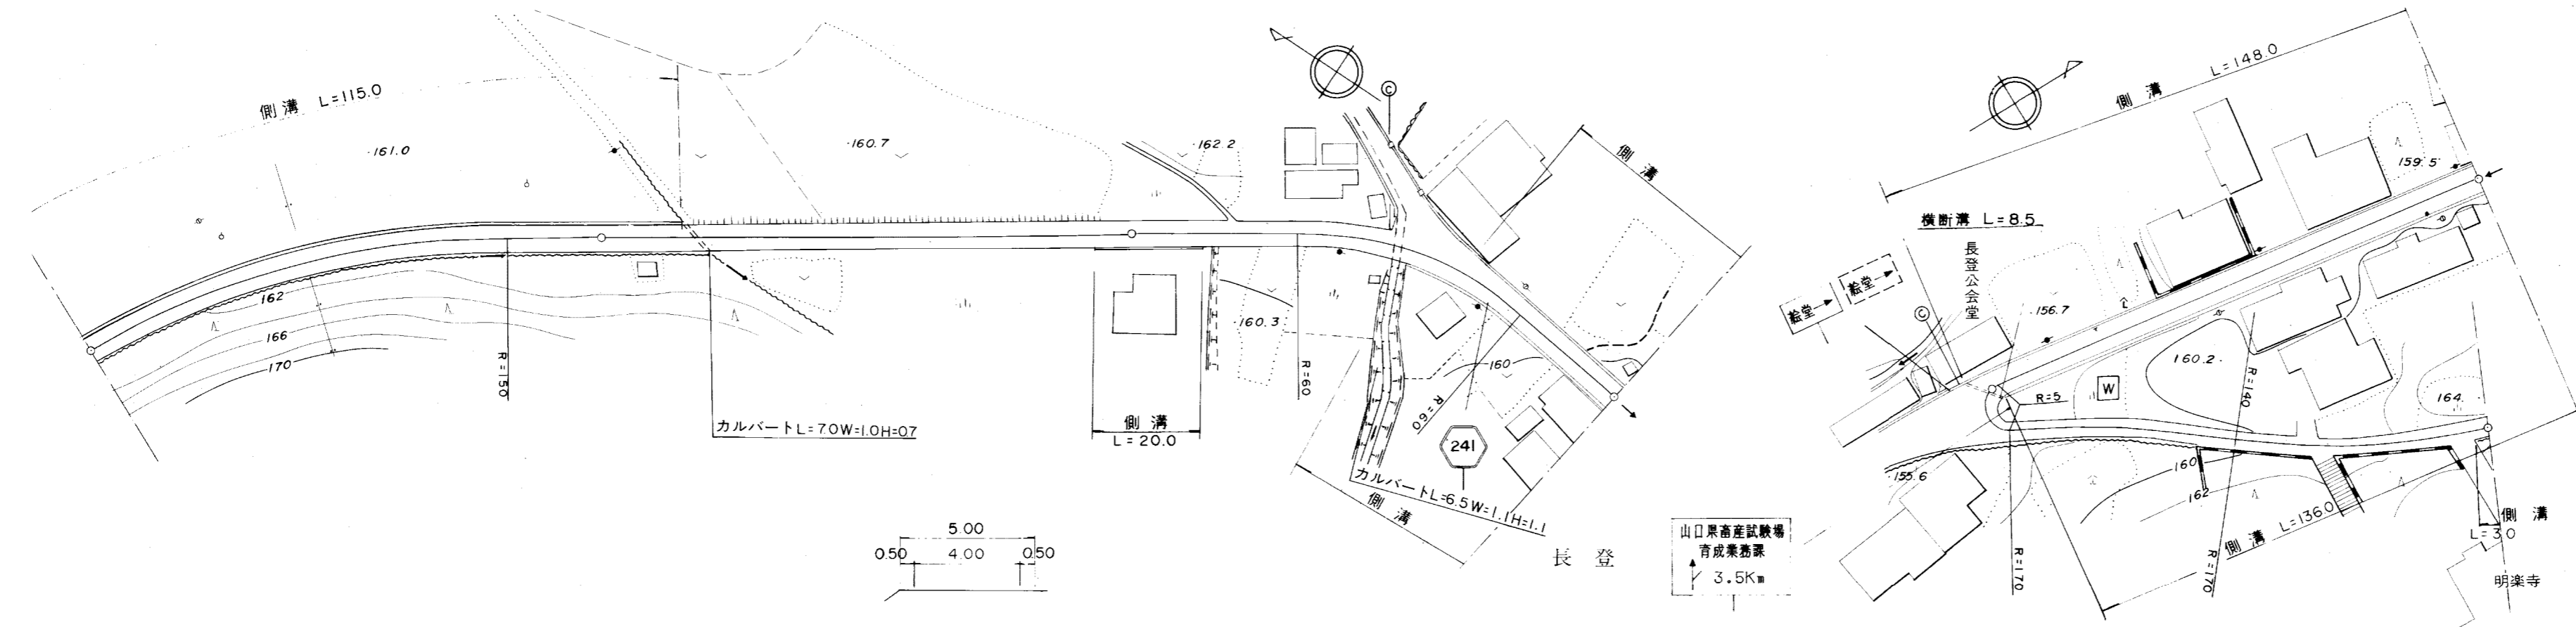 側溝 L=115.0
161.0
160.7
162.2
162
166
170
R=150
カルバートL=7.0W=1.0H=0.7
側溝
L=20.0
160.3
R=60
R=60
160
241
カルバートL=6.5W=1.1H=1.1
側溝
側溝
C
5.00
0.50 4.00 0.50
長登
山口県畜産試験場
育成業務課
3.5Km
側溝 L=148.0
159.5
横断溝 L=8.5
長登公会堂
絵堂
絵堂
C
156.7
160.2
W
R=5
R=140
164
155.6
160
162
R=170
R=170
側溝 L=136.0
側溝
L=3.0
明楽寺